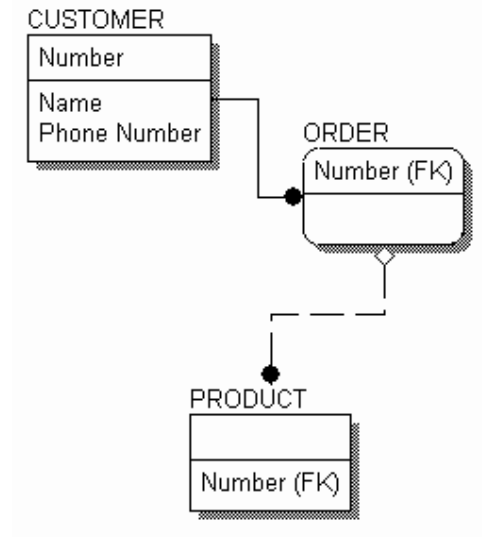 CUSTOMER
Number
Name
Phone Number
ORDER
Number (FK)
PRODUCT
Number (FK)